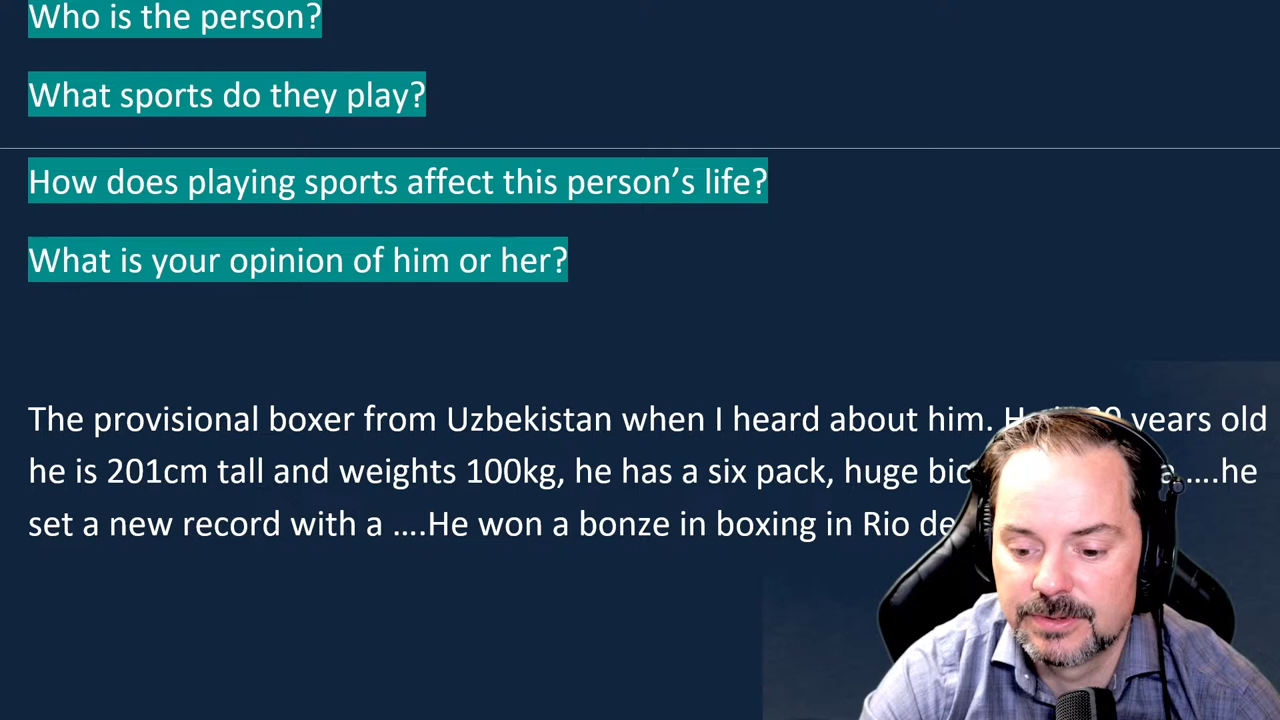 Who is the person?
What sports do they play?
How does playing sports affect this person's life?
What is your opinion of him or her?
The provisional boxer from Uzbekistan when I heard about him. years old
he is 201cm tall and weights 100kg, he has a six pack, huge ….he
set a new record with a ….He won a bonze in boxing in Rio